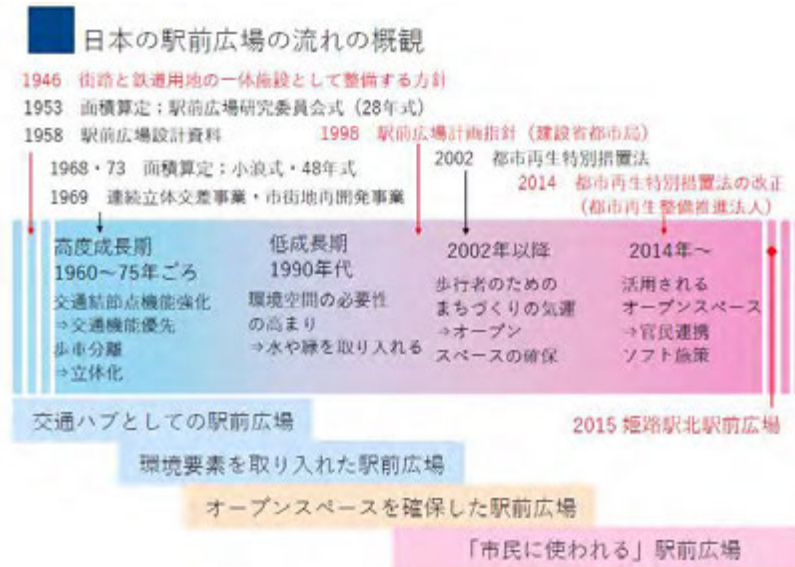 日本の駅前広場の流れの概観
1946 街路と鉄道用地の一体施設として整備する方針
1953 面積算定；駅前広場研究委員会式（28年式）
1958 駅前広場設計資料
1998 駅前広場計画指針（建設省都市局）
1968・73 面積算定；小浪式・48年式
2002 都市再生特別措置法
1969 連続立体交差事業・市街地再開発事業
2014 都市再生特別措置法の改正
（都市再生整備推進法人）
高度成長期
1960～75年ごろ
交通結節点機能強化
⇒交通機能優先
歩車分離
⇒立体化
低成長期
1990年代
環境空間の必要性
の高まり
⇒水や緑を取り入れる
2002年以降
歩行者のための
まちづくりの気運
⇒オープン
スペースの確保
2014年～
活用される
オープンスペース
⇒官民連携
ソフト施策
2015 姫路駅北駅前広場
交通ハブとしての駅前広場
環境要素を取り入れた駅前広場
オープンスペースを確保した駅前広場
「市民に使われる」駅前広場